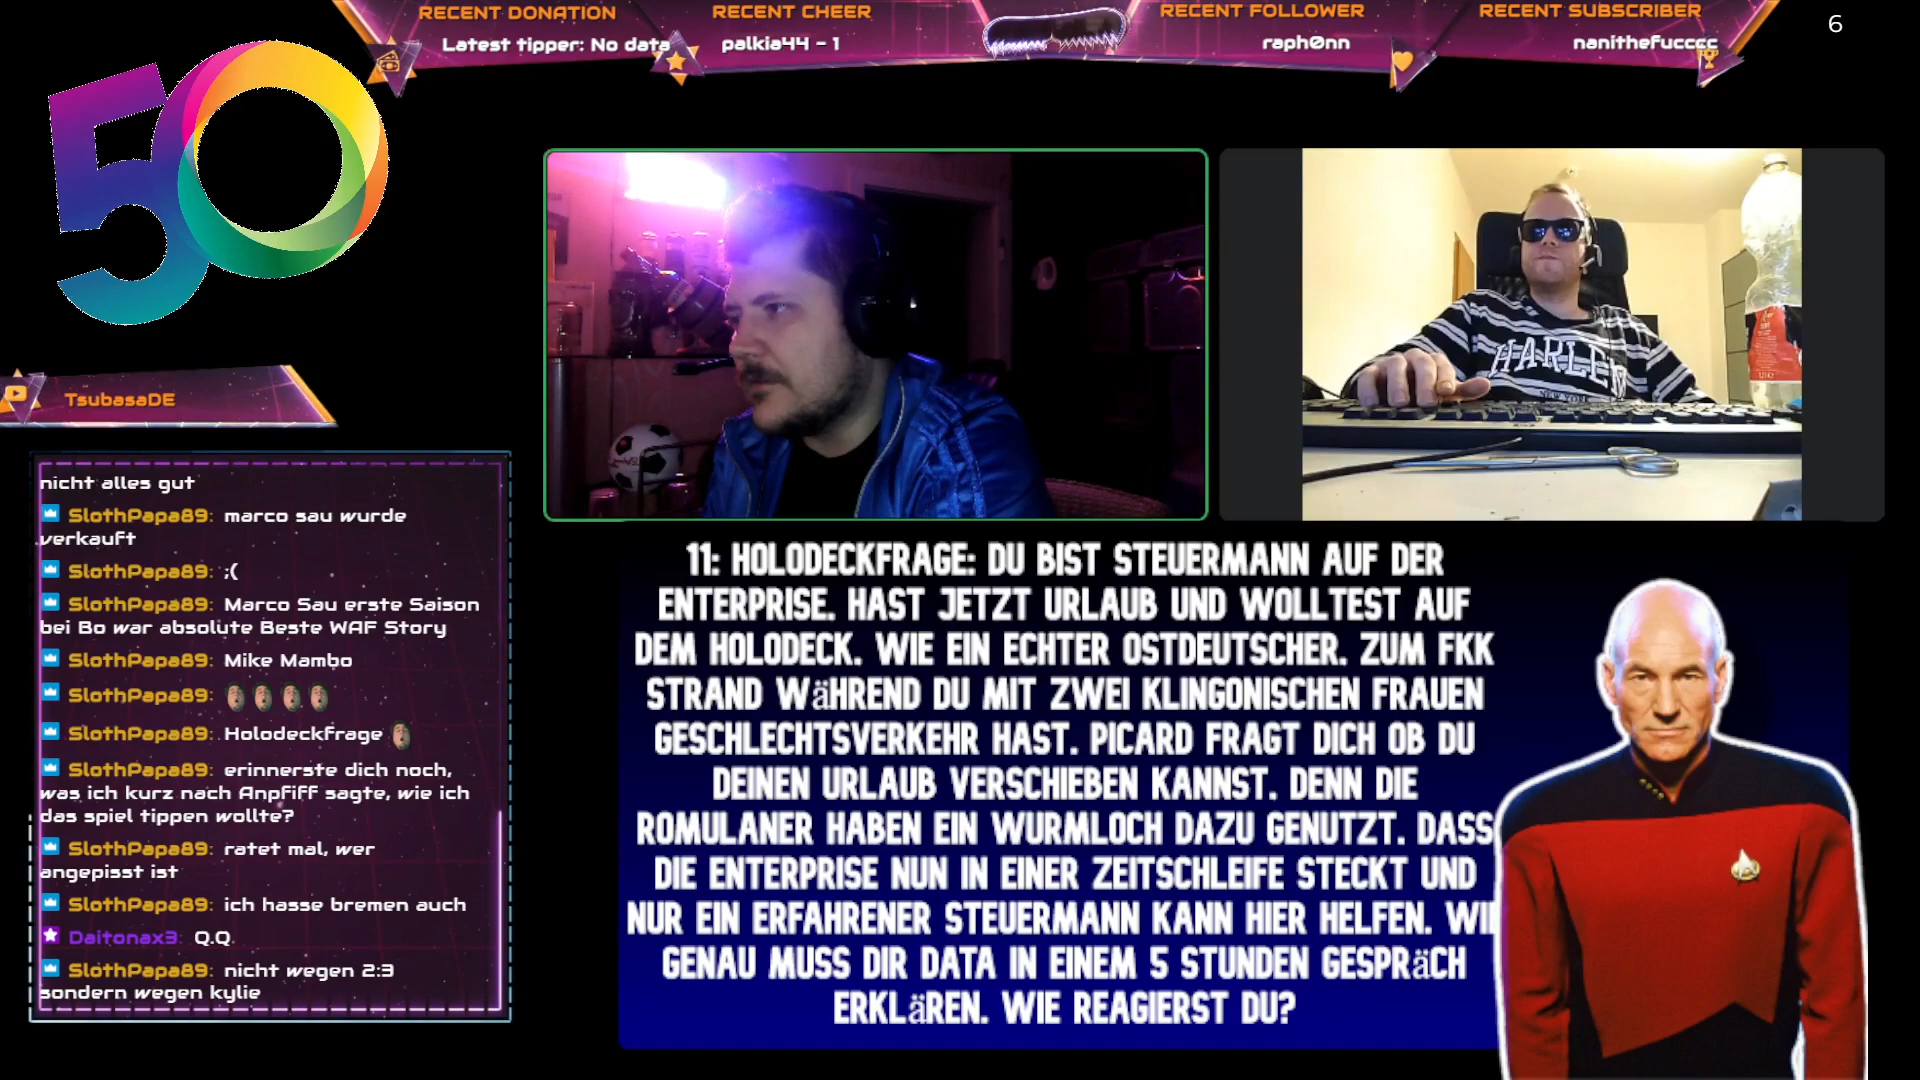 RECENT DONATION
Latest tipper: No data
RECENT CHEER
palkia44 - 1
RECENT FOLLOWER
raph0nn
RECENT SUBSCRIBER
nanithefucccc
6
50
TsubasaDE
nicht alles gut
SlothPapa89: marco sau wurde
verkauft
SlothPapa89: ;(
SlothPapa89: Marco Sau erste Saison
bei Bo war absolute Beste WAF Story
SlothPapa89: Mike Mambo
SlothPapa89:
SlothPapa89: Holodeckfrage
SlothPapa89: erinnerste dich noch,
was ich kurz nach Anpfiff sagte, wie ich
das spiel tippen wollte?
SlothPapa89: ratet mal, wer
angepisst ist
SlothPapa89: ich hasse bremen auch
Daitonax3: Q.Q
SlothPapa89: nicht wegen 2:3
sondern wegen kylie
HARLEM
NEW YORK
11: HOLODECKFRAGE: DU BIST STEUERMANN AUF DER
ENTERPRISE. HAST JETZT URLAUB UND WOLLTEST AUF
DEM HOLODECK. WIE EIN ECHTER OSTDEUTSCHER. ZUM FKK
STRAND WäHREND DU MIT ZWEI KLINGONISCHEN FRAUEN
GESCHLECHTSVERKEHR HAST. PICARD FRAGT DICH OB DU
DEINEN URLAUB VERSCHIEBEN KANNST. DENN DIE
ROMULANER HABEN EIN WURMLOCH DAZU GENUTZT. DASS
DIE ENTERPRISE NUN IN EINER ZEITSCHLEIFE STECKT UND
NUR EIN ERFAHRENER STEUERMANN KANN HIER HELFEN. WI
GENAU MUSS DIR DATA IN EINEM 5 STUNDEN GESPRäCH
ERKLäREN. WIE REAGIERST DU?